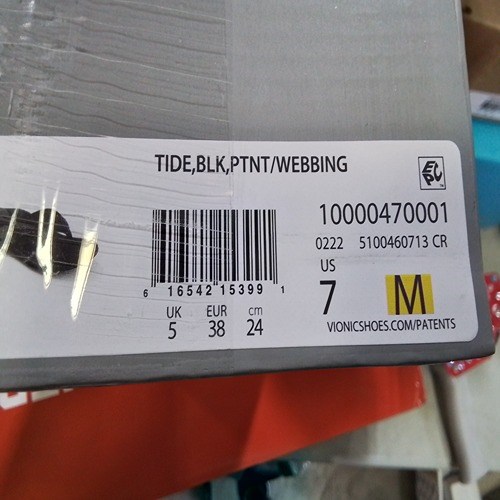 TIDE,BLK,PTNT/WEBBING
10000470001
0222 5100460713 CR
6 16542 15399 1
US
7 M
UK EUR cm
5 38 24
VIONICSHOES.COM/PATENTS